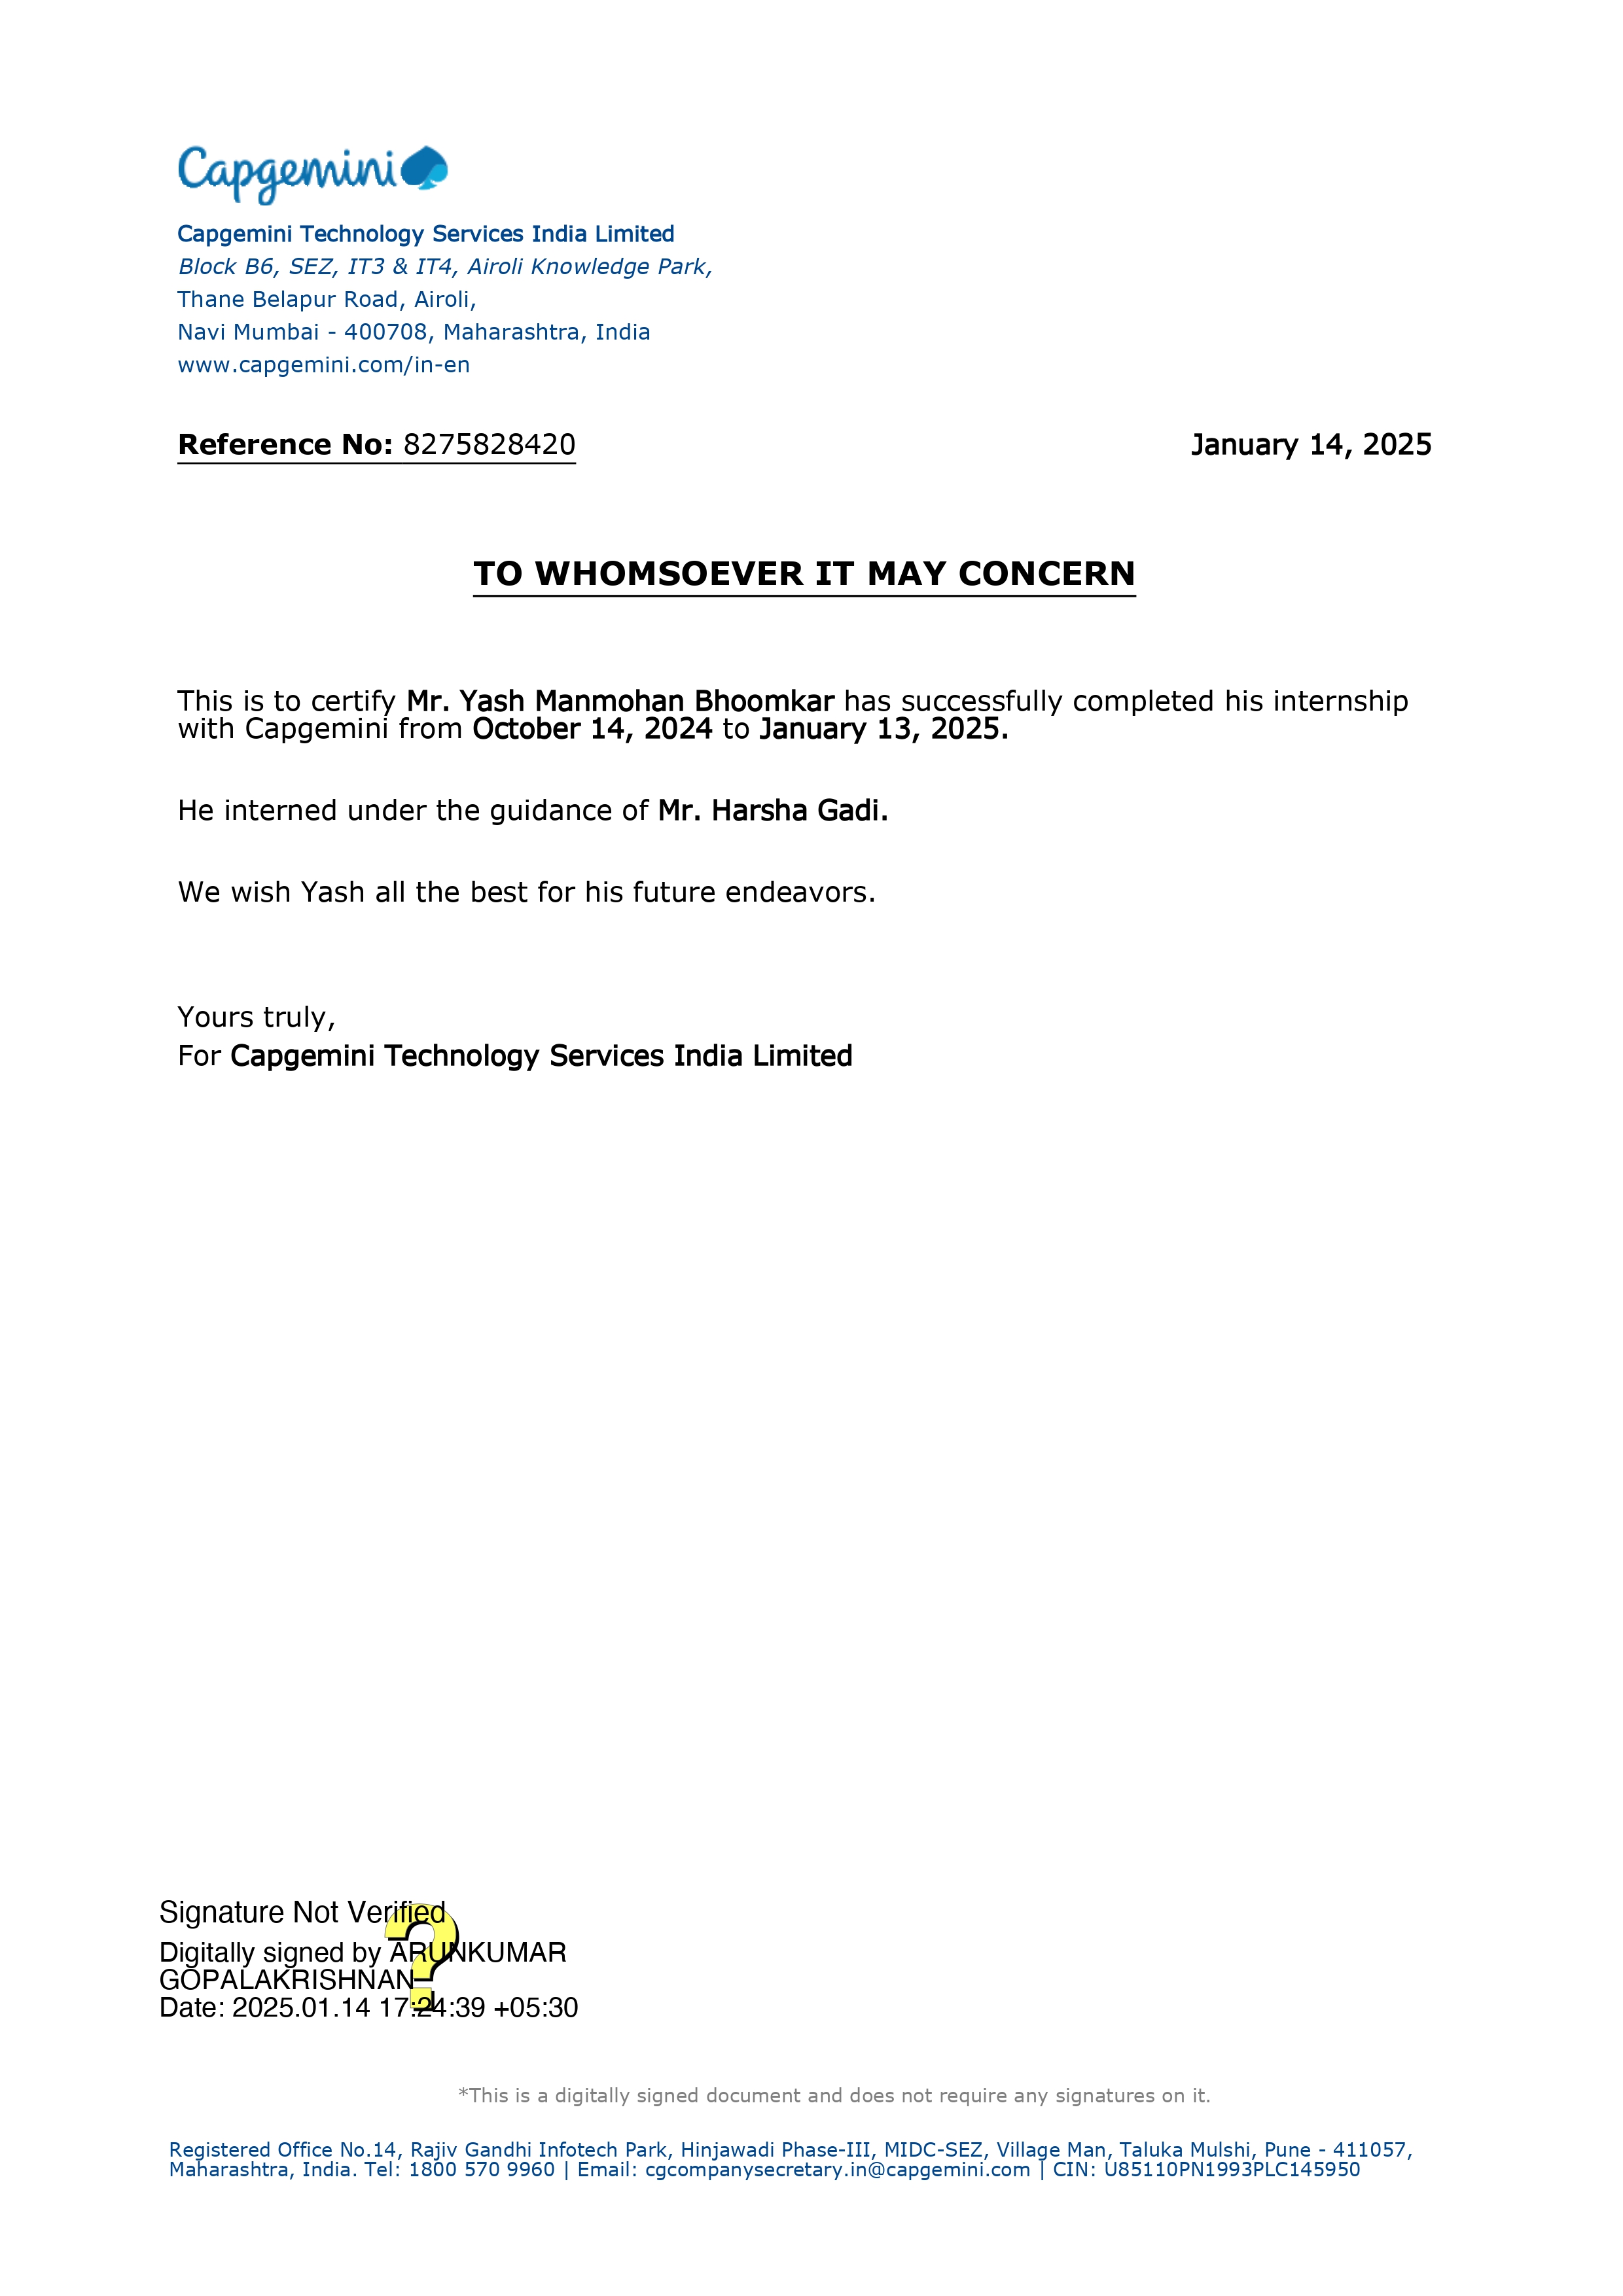 Capgemini
Capgemini Technology Services India Limited
Block B6, SEZ, IT3 & IT4, Airoli Knowledge Park,
Thane Belapur Road, Airoli,
Navi Mumbai - 400708, Maharashtra, India
www.capgemini.com/in-en
Reference No: 8275828420 January 14, 2025
TO WHOMSOEVER IT MAY CONCERN
This is to certify Mr. Yash Manmohan Bhoomkar has successfully completed his internship
with Capgemini from October 14, 2024 to January 13, 2025.
He interned under the guidance of Mr. Harsha Gadi.
We wish Yash all the best for his future endeavors.
Yours truly,
For Capgemini Technology Services India Limited
Signature Not Verified
Digitally signed by ARUNKUMAR
GOPALAKRISHNAN
Date: 2025.01.14 17:24:39 +05:30
?
*This is a digitally signed document and does not require any signatures on it.
Registered Office No.14, Rajiv Gandhi Infotech Park, Hinjawadi Phase-III, MIDC-SEZ, Village Man, Taluka Mulshi, Pune - 411057,
Maharashtra, India. Tel: 1800 570 9960 | Email: cgcompanysecretary.in@capgemini.com | CIN: U85110PN1993PLC145950